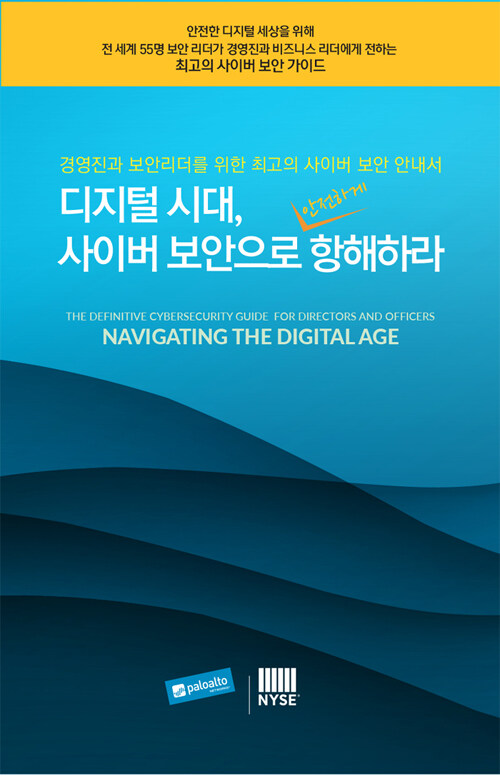 안전한 디지털 세상을 위해
전 세계 55명 보안 리더가 경영진과 비즈니스 리더에게 전하는
최고의 사이버 보안 가이드
경영진과 보안리더를 위한 최고의 사이버 보안 안내서
디지털 시대,
안전하게
사이버 보안으로 항해하라
THE DEFINITIVE CYBERSECURITY GUIDE FOR DIRECTORS AND OFFICERS
NAVIGATING THE DIGITAL AGE
paloalto
NETWORKS
NYSE